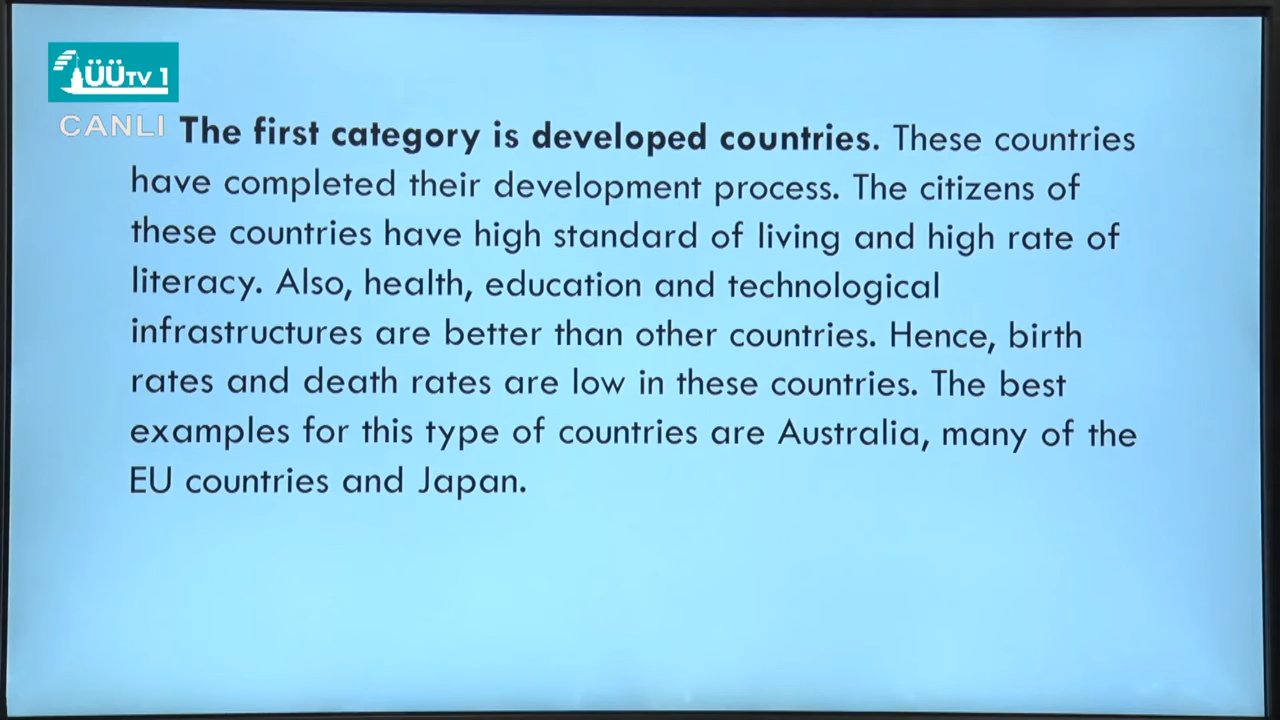 ÜÜTV 1
CANLI
The first category is developed countries. These countries
have completed their development process. The citizens of
these countries have high standard of living and high rate of
literacy. Also, health, education and technological
infrastructures are better than other countries. Hence, birth
rates and death rates are low in these countries. The best
examples for this type of countries are Australia, many of the
EU countries and Japan.